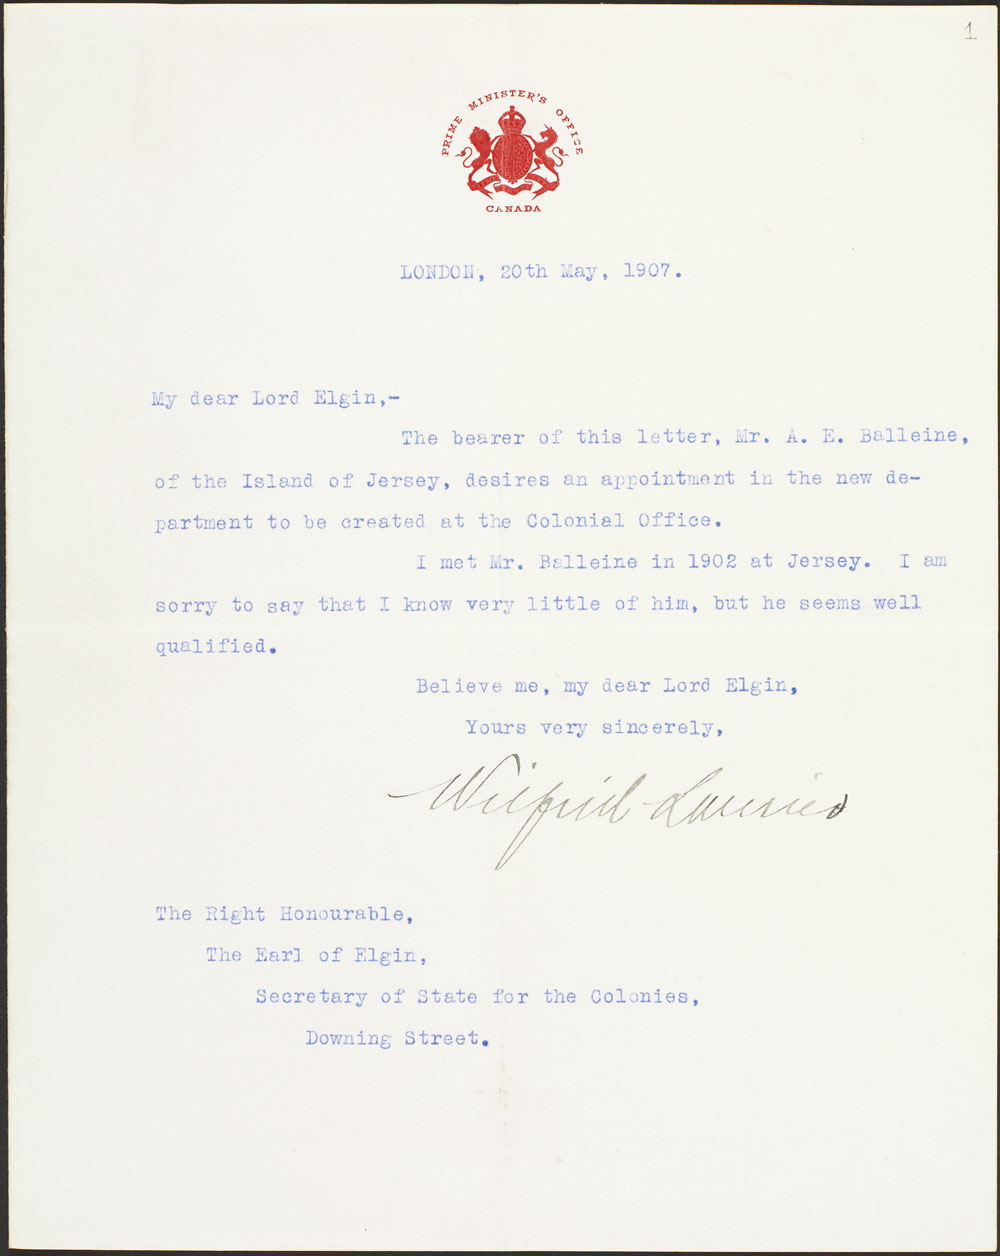 1
PRIME MINISTER'S OFFICE
CANADA
LONDON, 20th May, 1907.
My dear Lord Elgin,-
The bearer of this letter, Mr. A. E. Balleine,
of the Island of Jersey, desires an appointment in the new de-
partment to be created at the Colonial Office.
I met Mr. Balleine in 1902 at Jersey. I am
sorry to say that I know very little of him, but he seems well
qualified.
Believe me, my dear Lord Elgin,
Yours very sincerely,
Wilfrid Laurier
The Right Honourable,
The Earl of Elgin,
Secretary of State for the Colonies,
Downing Street.